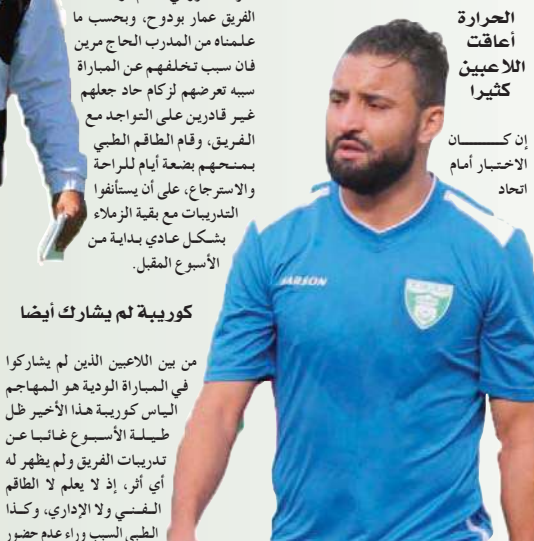 الحرارة
أعاقت
اللاعبين
كثيرا
إن كــــــان
الاختبار أمام
اتحاد
الفريق عمار بودوح، وبحسب ما
علمناه من المدرب الحاج مرين
فان سبب تخلفهم عن المباراة
سببه تعرضهم لزكام حاد جعلهم
غير قادرين على التواجد مع
الفريق، وقام الطاقم الطبي
بمنحهم بضعة أيام للراحة
والاسترجاع، على أن يستأنفوا
التدريبات مع بقية الزملاء
بشكل عادي بداية من
الأسبوع المقبل.
كوريبة لم يشارك أيضا
من بين اللاعبين الذين لم يشاركوا
في المباراة الودية هو المهاجم
الياس كوريبة هذا الأخير ظل
طيلة الأسبوع غائبا عن
تدريبات الفريق ولم يظهر له
أي أثر، إذ لا يعلم لا الطاقم
الفني ولا الإداري، وكذا
الطبي السبب وراء عدم حضور
SARSON